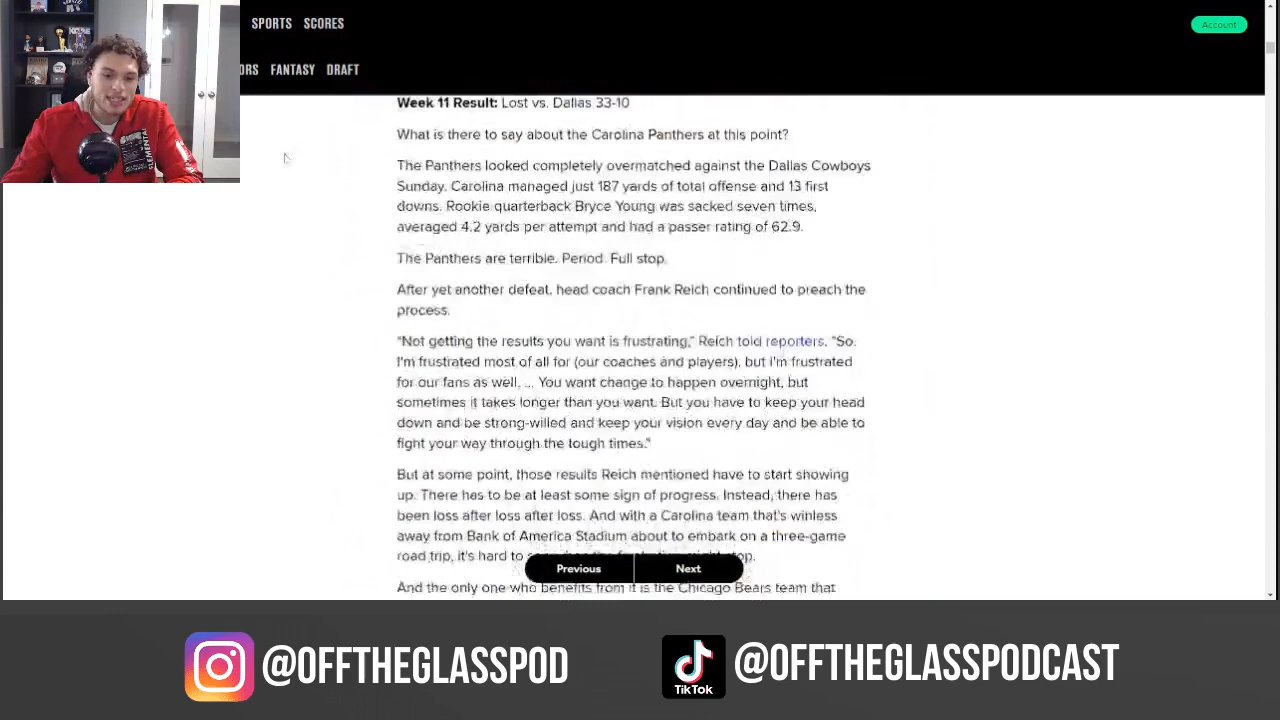 SPORTS SCORES
Account
ORS FANTASY DRAFT
Week 11 Result: Lost vs. Dallas 33-10
What is there to say about the Carolina Panthers at this point?
The Panthers looked completely overmatched against the Dallas Cowboys
Sunday. Carolina managed just 187 yards of total offense and 13 first
downs. Rookie quarterback Bryce Young was sacked seven times,
averaged 4.2 yards per attempt and had a passer rating of 62.9.
The Panthers are terrible. Period. Full stop.
After yet another defeat, head coach Frank Reich continued to preach the
process.
"Not getting the results you want is frustrating," Reich told reporters. "So.
I'm frustrated most of all for (our coaches and players), but I'm frustrated
for our fans as well, ... You want change to happen overnight, but
sometimes it takes longer than you want. But you have to keep your head
down and be strong-willed and keep your vision every day and be able to
fight your way through the tough times."
But at some point, those results Reich mentioned have to start showing
up. There has to be at least some sign of progress. Instead, there has
been loss after loss after loss. And with a Carolina team that's winless
away from Bank of America Stadium about to embark on a three-game
road trip, it's hard to stop.
Previous Next
And the only one who benefits from it is the Chicago Bears team that
@OFFTHEGLASSPOD
TikTok
@OFFTHEGLASSPODCAST